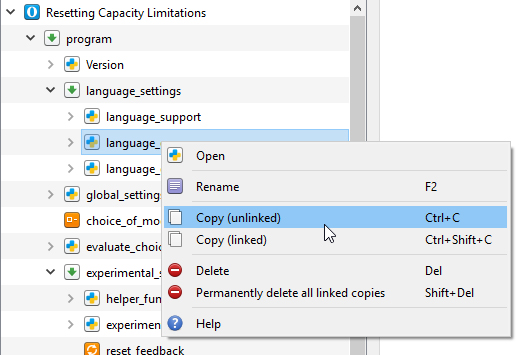 Resetting Capacity Limitations
program
Version
language_settings
language_support
language_
language_
global_setting
choice_of_mo
evaluate_choic
experimental_s
helper_fun
experimen
reset_feedback
Open
Rename F2
Copy (unlinked) Ctrl+C
Copy (linked) Ctrl+Shift+C
Delete Del
Permanently delete all linked copies Shift+Del
Help